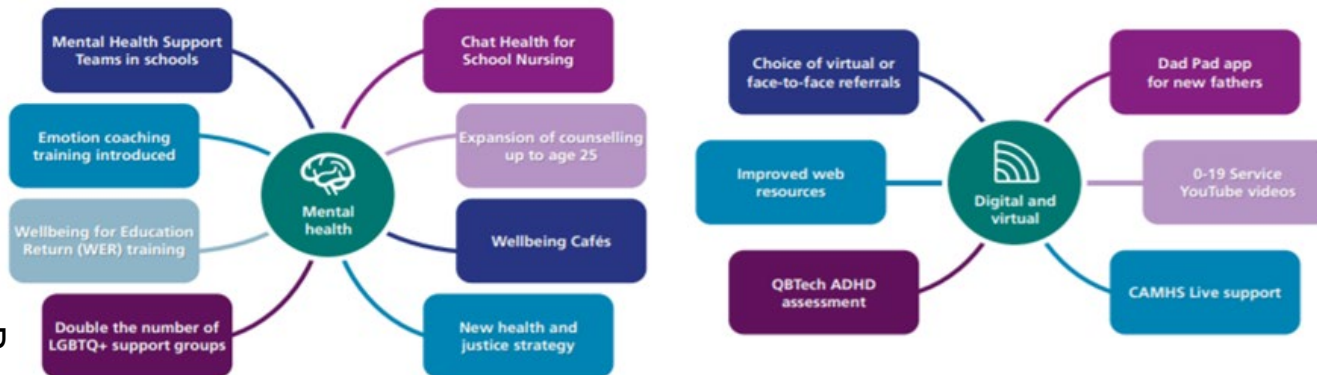 Mental Health Support
Teams in schools
Chat Health for
School Nursing
Emotion coaching
training introduced
Expansion of counselling
up to age 25
Mental
health
Wellbeing for Education
Return (WER) training
Wellbeing Cafés
Double the number of
LGBTQ+ support groups
New health and
justice strategy
Choice of virtual or
face-to-face referrals
Dad Pad app
for new fathers
Improved web
resources
0-19 Service
YouTube videos
Digital and
virtual
QBTech ADHD
assessment
CAMHS Live support